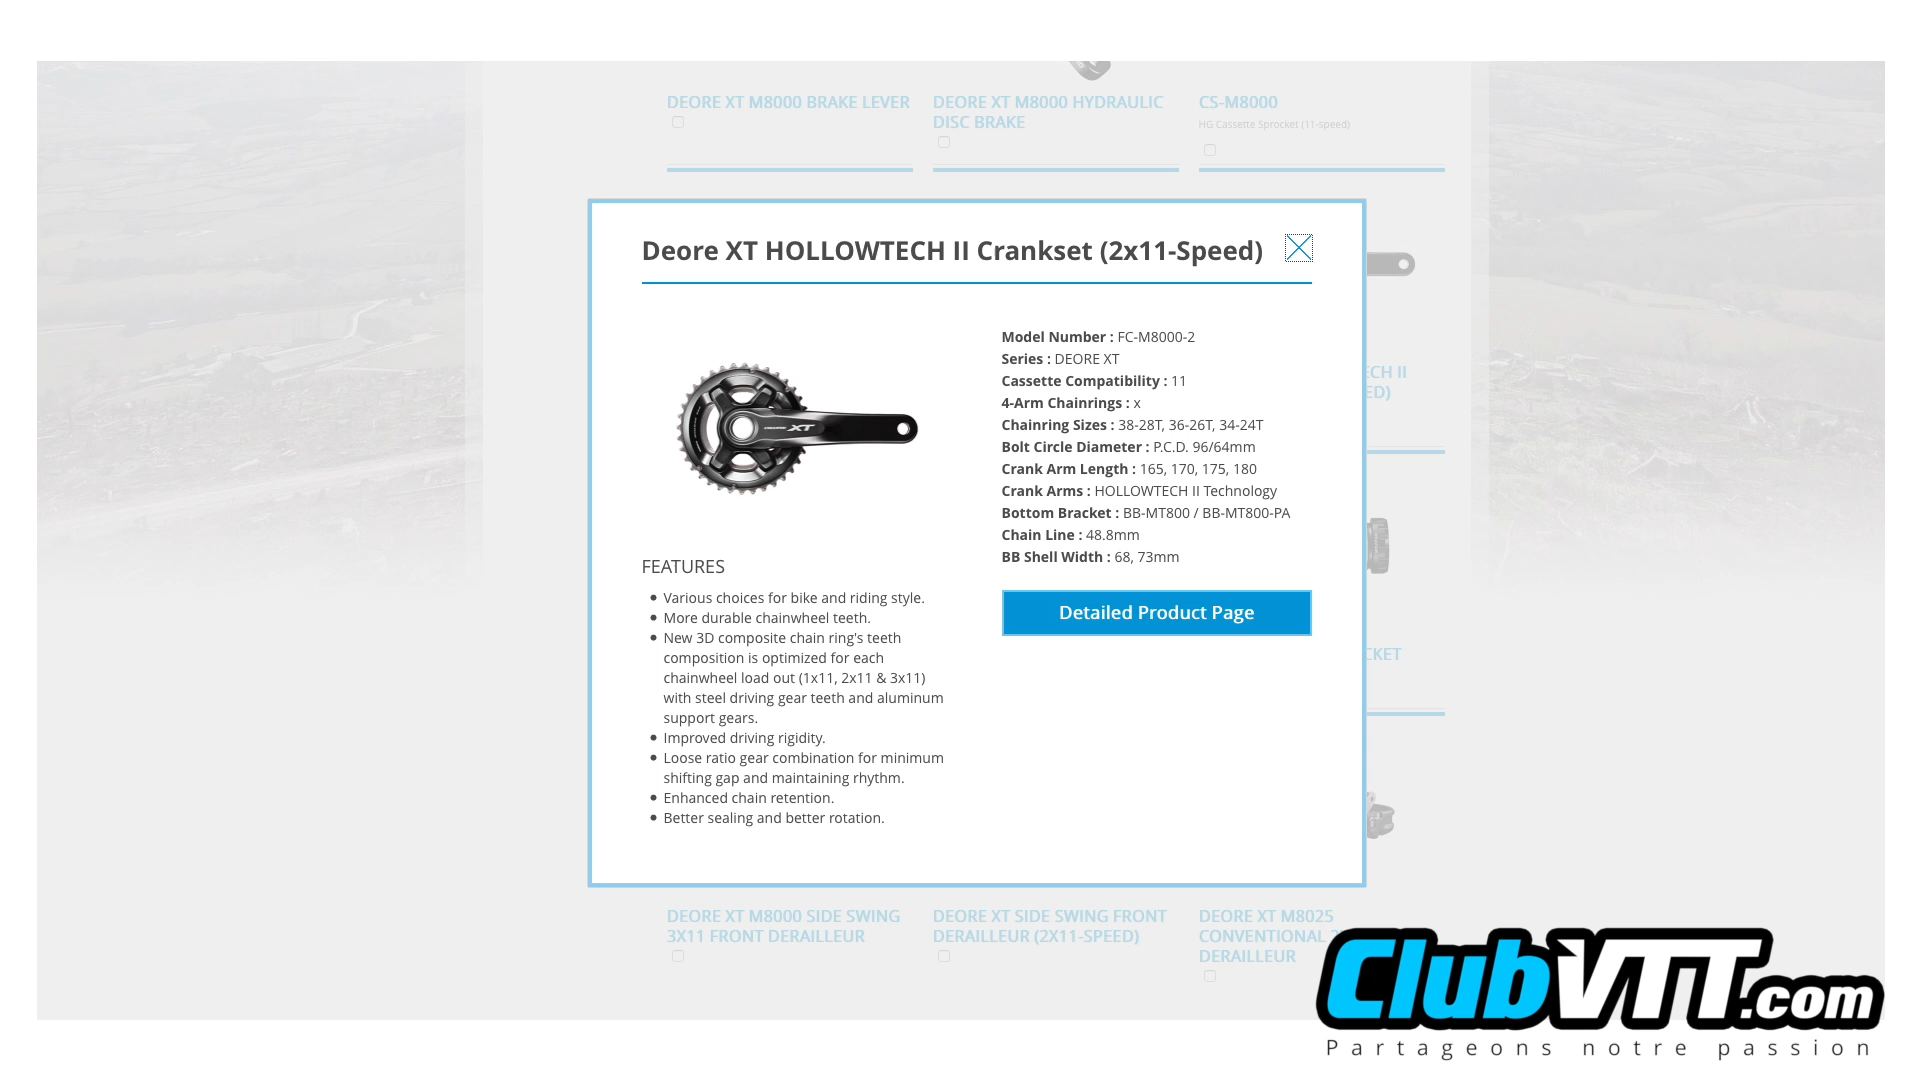 DEORE XT M8000 BRAKE LEVER
DEORE XT M8000 HYDRAULIC
DISC BRAKE
CS-M8000
HG Cassette Sprocket (11-speed)
Deore XT HOLLOWTECH II Crankset (2x11-Speed)
XT
Model Number : FC-M8000-2
Series : DEORE XT
Cassette Compatibility : 11
4-Arm Chainrings : x
Chainring Sizes : 38-28T, 36-26T, 34-24T
Bolt Circle Diameter : P.C.D. 96/64mm
Crank Arm Length : 165, 170, 175, 180
Crank Arms : HOLLOWTECH II Technology
Bottom Bracket : BB-MT800 / BB-MT800-PA
Chain Line : 48.8mm
BB Shell Width : 68, 73mm
Detailed Product Page
FEATURES
Various choices for bike and riding style.
More durable chainwheel teeth.
New 3D composite chain ring's teeth
composition is optimized for each
chainwheel load out (1x11, 2x11 & 3x11)
with steel driving gear teeth and aluminum
support gears.
Improved driving rigidity.
Loose ratio gear combination for minimum
shifting gap and maintaining rhythm.
Enhanced chain retention.
Better sealing and better rotation.
ECH II
ED)
CKET
DEORE XT M8000 SIDE SWING
3X11 FRONT DERAILLEUR
DEORE XT SIDE SWING FRONT
DERAILLEUR (2X11-SPEED)
DEORE XT M8025
CONVENTIONAL
DERAILLEUR
ClubVTT.com
Partageons notre passion